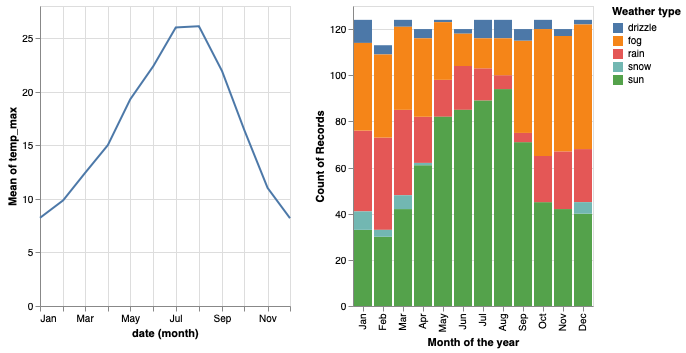 Mean of temp_max
25
20
15
10
5
0
Jan Mar May Jul Sep Nov
date (month)
Count of Records
120
100
80
60
40
20
0
Jan Feb Mar Apr May Jun Jul Aug Sep Oct Nov Dec
Month of the year
Weather type
drizzle
fog
rain
snow
sun